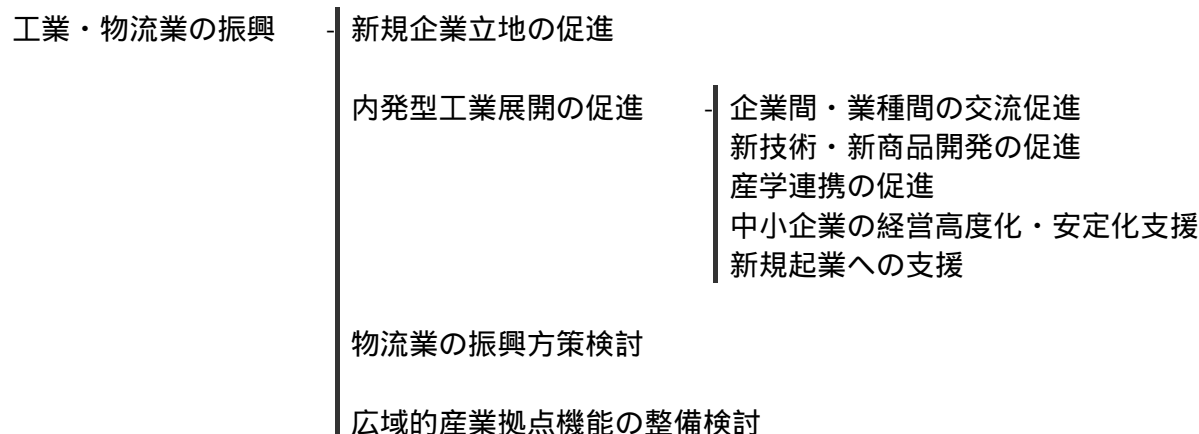 工業・物流業の振興
新規企業立地の促進
内発型工業展開の促進
企業間・業種間の交流促進
新技術・新商品開発の促進
産学連携の促進
中小企業の経営高度化・安定化支援
新規起業への支援
物流業の振興方策検討
広域的産業拠点機能の整備検討